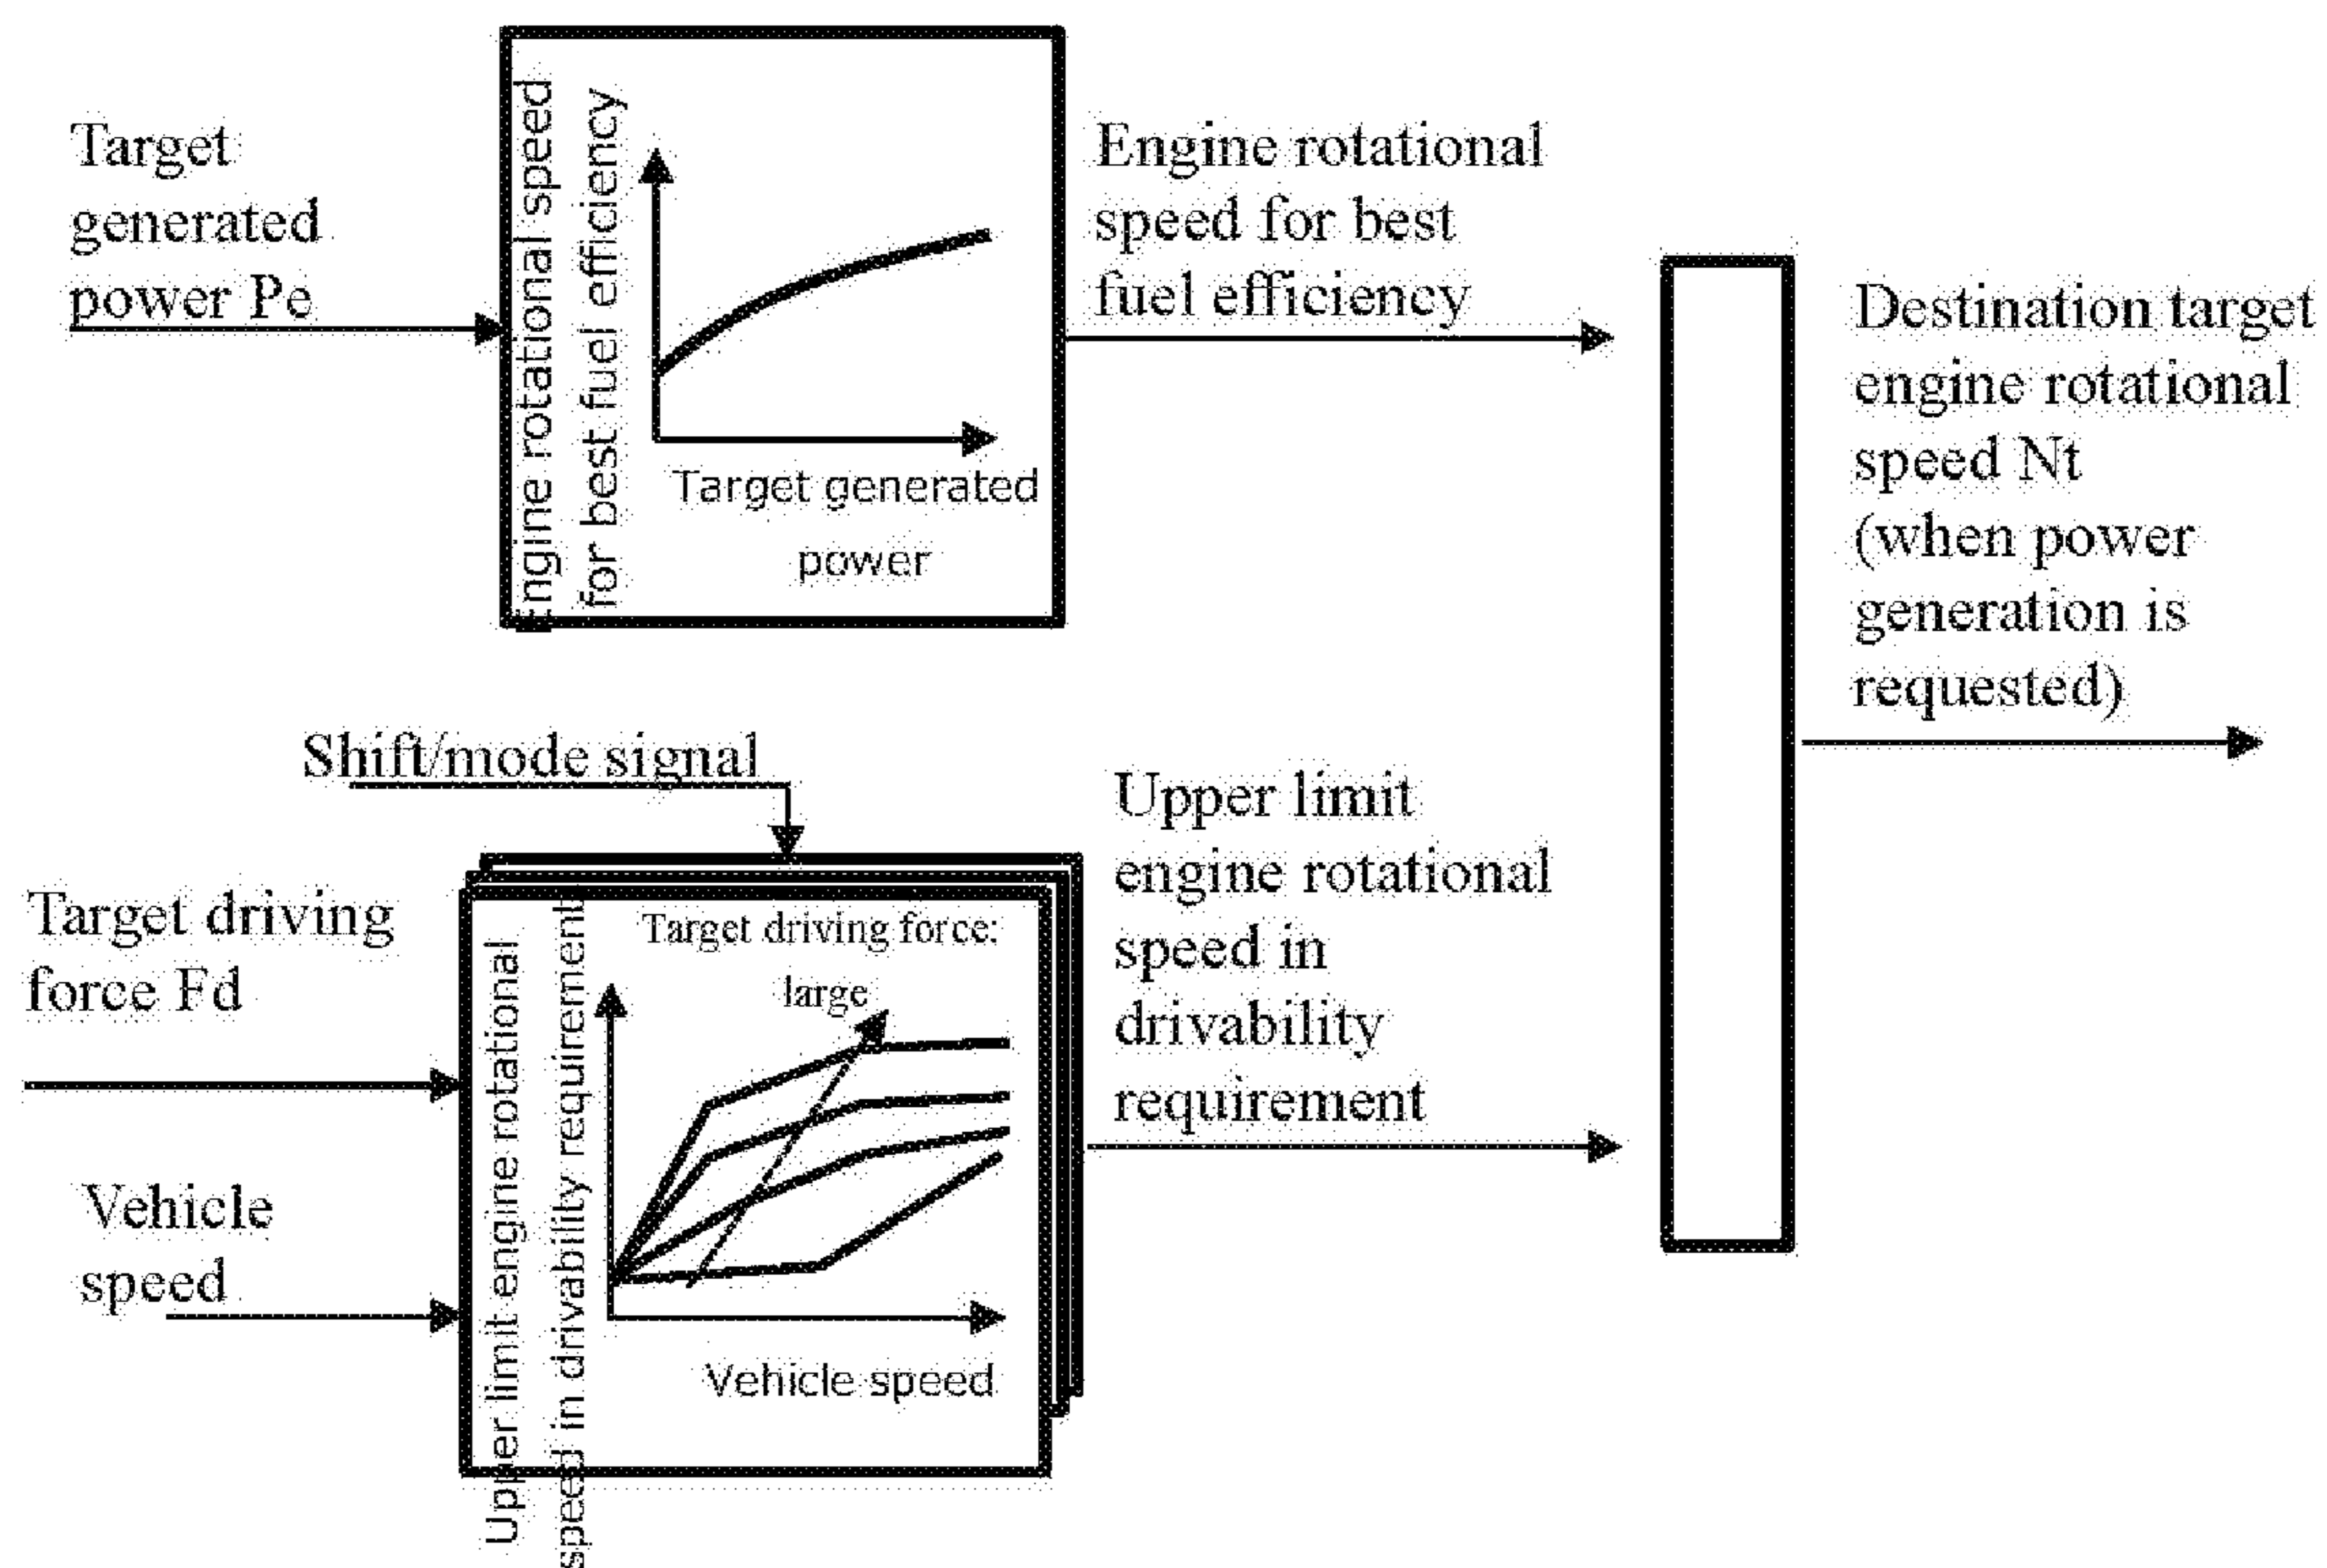 Target
generated
power Pe
Engine rotational speed
for best fuel efficiency
Target generated
power
Engine rotational
speed for best
fuel efficiency
Destination target
engine rotational
speed Nt
(when power
generation is
requested)
Shift/mode signal
Target driving
force Fd
Vehicle
speed
Upper limit engine rotational
speed in drivability requirement
Target driving force:
large
Vehicle speed
Upper limit
engine rotational
speed in
drivability
requirement